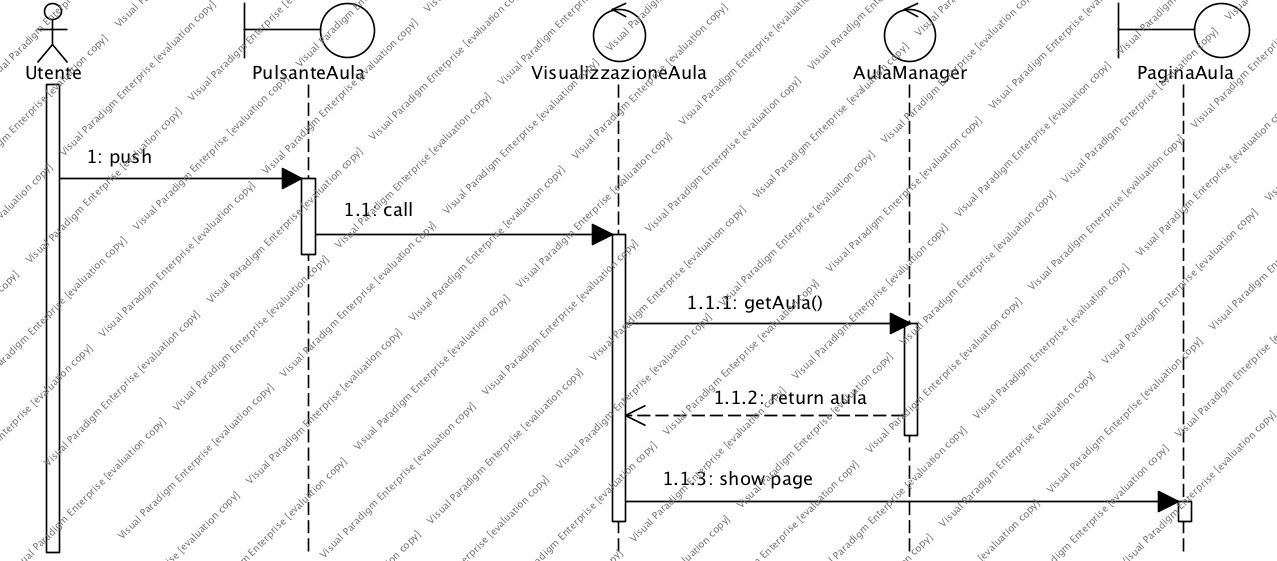 Utente
PulsanteAula
VisualizzazioneAula
AulaManager
PaginaAula
1: push
1.1: call
1.1.1: getAula()
1.1.2: return aula
1.1.3: show page
Visual Paradigm Enterprise [evaluation copy]